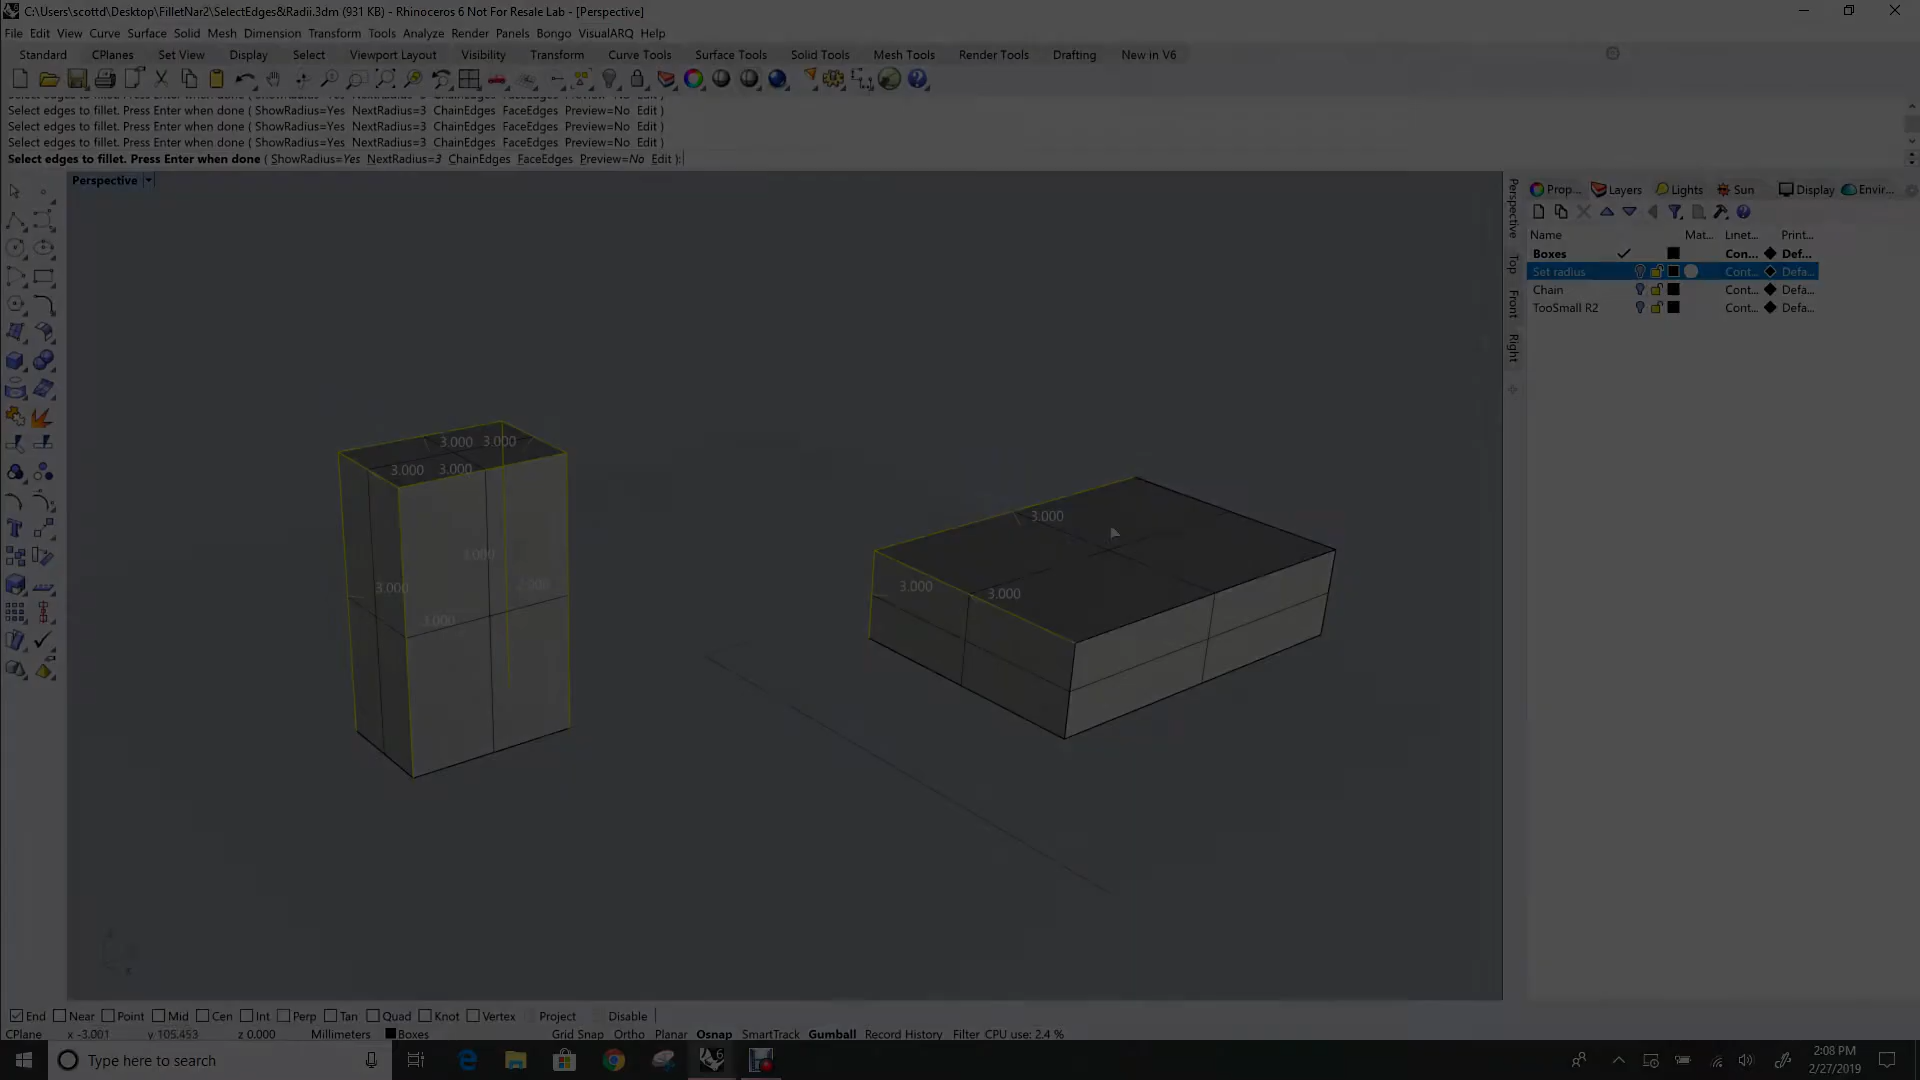 C:\Users\scottd\Desktop\FilletNar2\SelectEdges&Radii.3dm (931 KB) - Rhinoceros 6 Not For Resale Lab - [Perspective]
File Edit View Curve Surface Solid Mesh Dimension Transform Tools Analyze Render Panels Bongo VisualARQ Help
Standard CPlanes Set View Display Select Viewport Layout Visibility Transform Curve Tools Surface Tools Solid Tools Mesh Tools Render Tools Drafting New in V6
Select edges to fillet. Press Enter when done ( ShowRadius=Yes NextRadius=3 ChainEdges FaceEdges Preview=No Edit )
Select edges to fillet. Press Enter when done ( ShowRadius=Yes NextRadius=3 ChainEdges FaceEdges Preview=No Edit )
Select edges to fillet. Press Enter when done ( ShowRadius=Yes NextRadius=3 ChainEdges FaceEdges Preview=No Edit )
Select edges to fillet. Press Enter when done ( ShowRadius=Yes NextRadius=3 ChainEdges FaceEdges Preview=No Edit ):
Perspective
Perspective
Top
Front
Right
Prop... Layers Lights Sun Display Envir...
Name Mat... Linet... Print...
Boxes Con... Def...
Set radius Cont... Defa...
Chain Cont... Defa...
TooSmall R2 Cont... Defa...
3.000 3.000
3.000 3.000
3.000
3.000
3.000
3.000
3.000 3.000
End Near Point Mid Cen Int Perp Tan Quad Knot Vertex Project Disable
CPlane x -3.001 y 105.453 z 0.000 Millimeters Boxes Grid Snap Ortho Planar Osnap SmartTrack Gumball Record History Filter CPU use: 2.4 %
Type here to search
2:08 PM
2/27/2019